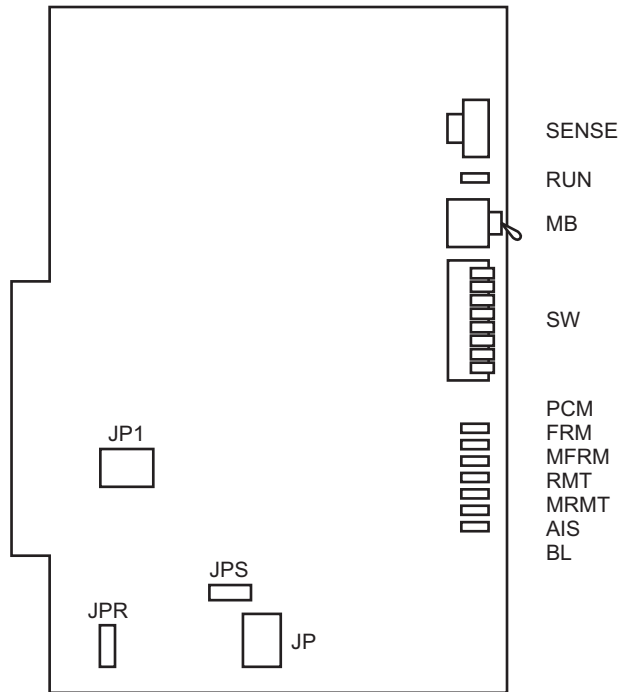 SENSE
RUN
MB
SW
PCM
FRM
MFRM
RMT
MRMT
AIS
BL
JP1
JPS
JPR
JP